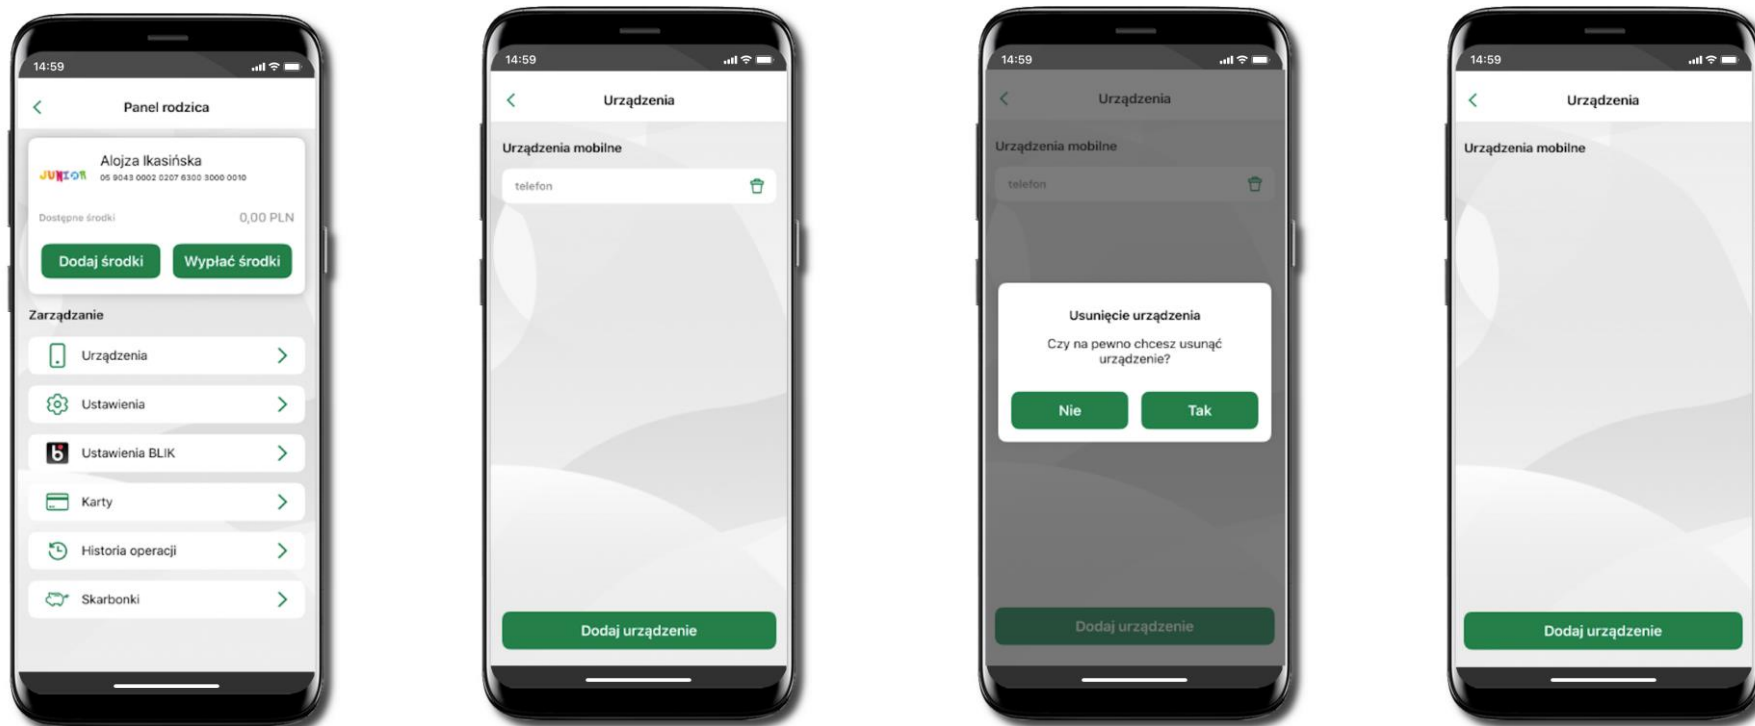 14:59
Panel rodzica
Alojza Ikasińska
JUNIOR
05 9043 0002 0207 6300 3000 0010
Dostępne środki
0,00 PLN
Dodaj środki
Wypłać środki
Zarządzanie
Urządzenia
Ustawienia
Ustawienia BLIK
Karty
Historia operacji
Skarbonki
14:59
Urządzenia
Urządzenia mobilne
telefon
Dodaj urządzenie
14:59
Urządzenia
Urządzenia mobilne
telefon
Usunięcie urządzenia
Czy na pewno chcesz usunąć
urządzenie?
Nie
Tak
Dodaj urządzenie
14:59
Urządzenia
Urządzenia mobilne
Dodaj urządzenie